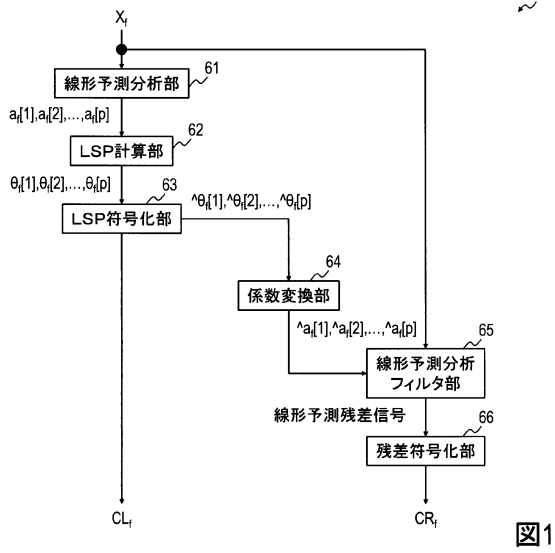 X_f
線形予測分析部
61
a_f[1],a_f[2],…,a_f[p]
62
LSP計算部
θ_f[1],θ_f[2],…,θ_f[p]
63
LSP符号化部
^θ_f[1],^θ_f[2],…,^θ_f[p]
64
係数変換部
^a_f[1],^a_f[2],…,^a_f[p]
65
線形予測分析
フィルタ部
線形予測残差信号
66
残差符号化部
CL_f
CR_f
図1